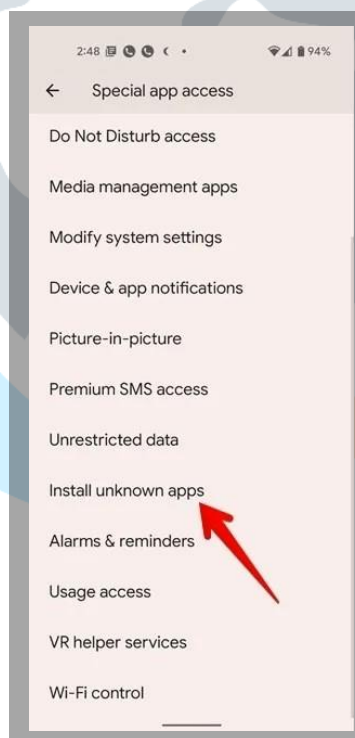 2:48 94%
Special app access
Do Not Disturb access
Media management apps
Modify system settings
Device & app notifications
Picture-in-picture
Premium SMS access
Unrestricted data
Install unknown apps
Alarms & reminders
Usage access
VR helper services
Wi-Fi control